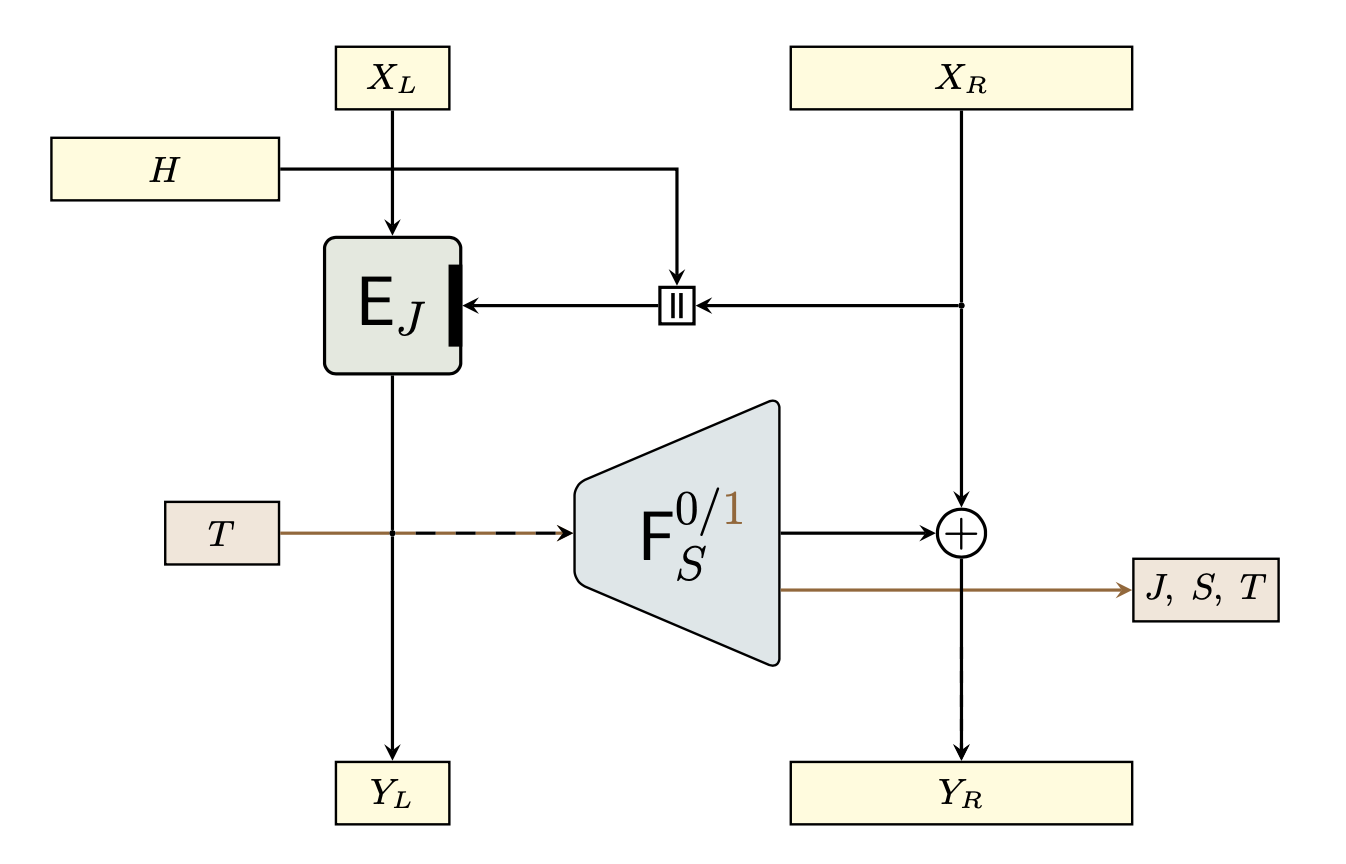 X_L
X_R
H
E_J
||
T
F_S^{0/1}
+
J, S, T
Y_L
Y_R